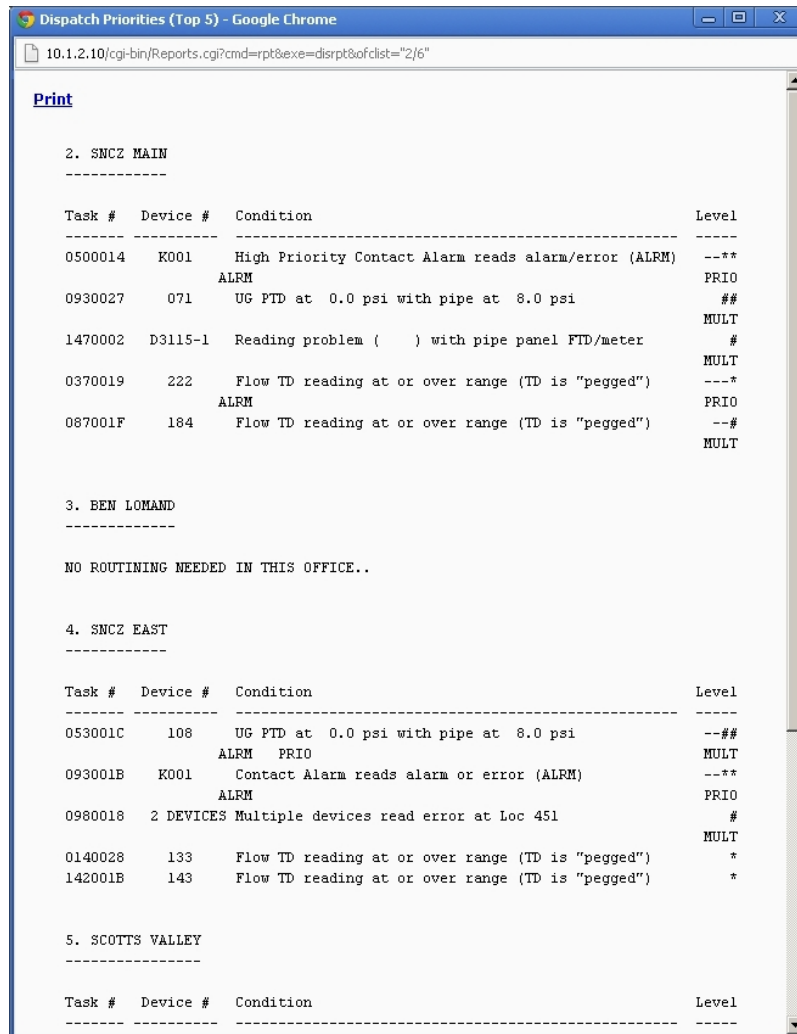 Dispatch Priorities (Top 5) - Google Chrome
10.1.2.10/cgi-bin/Reports.cgi?cmd=rpt&exe=disrpt&ofclist="2/6"
Print
2. SNCZ MAIN
------------
Task # Device # Condition Level
------- ---------- ---------------------------------------------------- -----
0500014 K001 High Priority Contact Alarm reads alarm/error (ALRM) --**
ALRM PRIO
0930027 071 UG PTD at 0.0 psi with pipe at 8.0 psi ##
MULT
1470002 D3115-1 Reading problem ( ) with pipe panel FTD/meter #
MULT
0370019 222 Flow TD reading at or over range (TD is "pegged") ---*
ALRM PRIO
087001F 184 Flow TD reading at or over range (TD is "pegged") --#
MULT
3. BEN LOMAND
-------------
NO ROUTINING NEEDED IN THIS OFFICE..
4. SNCZ EAST
------------
Task # Device # Condition Level
------- ---------- ---------------------------------------------------- -----
053001C 108 UG PTD at 0.0 psi with pipe at 8.0 psi --##
ALRM PRIO MULT
093001B K001 Contact Alarm reads alarm or error (ALRM) --**
ALRM PRIO
0980018 2 DEVICES Multiple devices read error at Loc 451 #
MULT
0140028 133 Flow TD reading at or over range (TD is "pegged") *
142001B 143 Flow TD reading at or over range (TD is "pegged") *
5. SCOTTS VALLEY
----------------
Task # Device # Condition Level
------- ---------- ---------------------------------------------------- -----